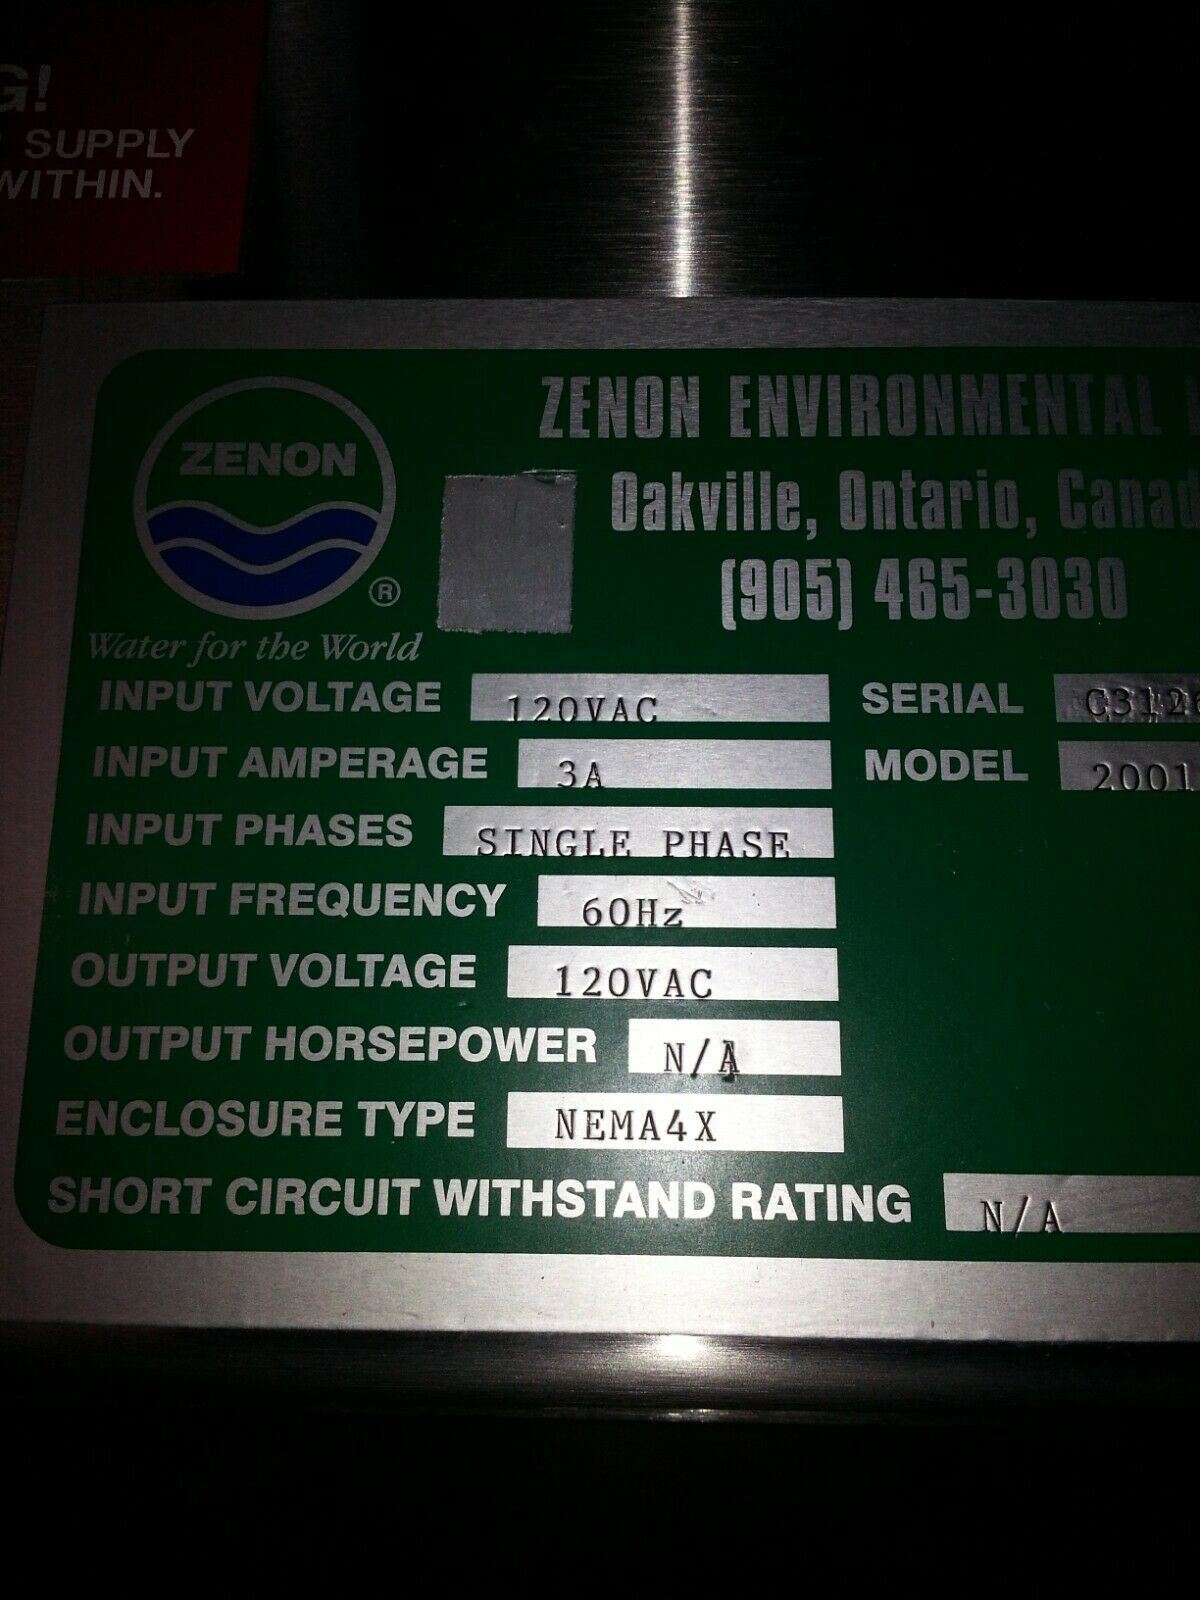 G!
SUPPLY
WITHIN.
ZENON ENVIRONMENTAL
ZENON
Oakville, Ontario, Canad
(905) 465-3030
®
Water for the World
INPUT VOLTAGE 120VAC SERIAL C3126
INPUT AMPERAGE 3A MODEL 2001
INPUT PHASES SINGLE PHASE
INPUT FREQUENCY 60Hz
OUTPUT VOLTAGE 120VAC
OUTPUT HORSEPOWER N/A
ENCLOSURE TYPE NEMA4X
SHORT CIRCUIT WITHSTAND RATING N/A